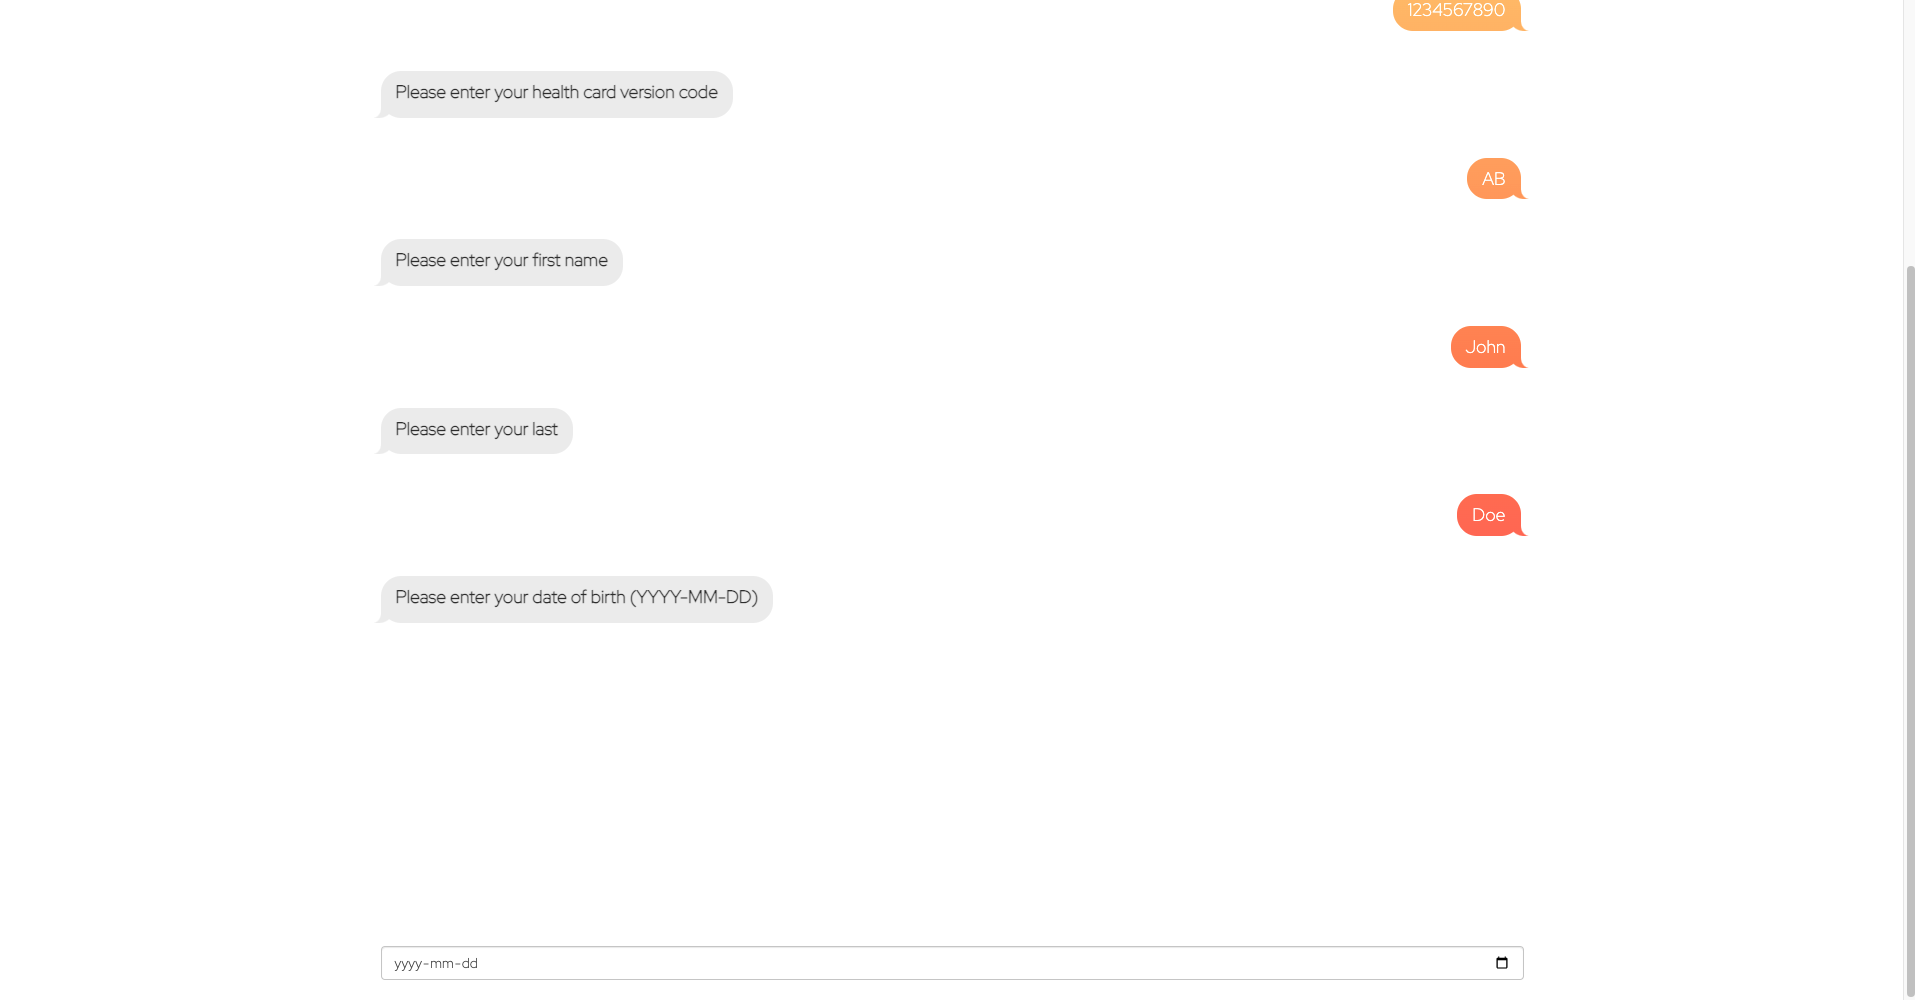 1234567890
Please enter your health card version code
AB
Please enter your first name
John
Please enter your last
Doe
Please enter your date of birth (YYYY-MM-DD)
yyyy-mm-dd